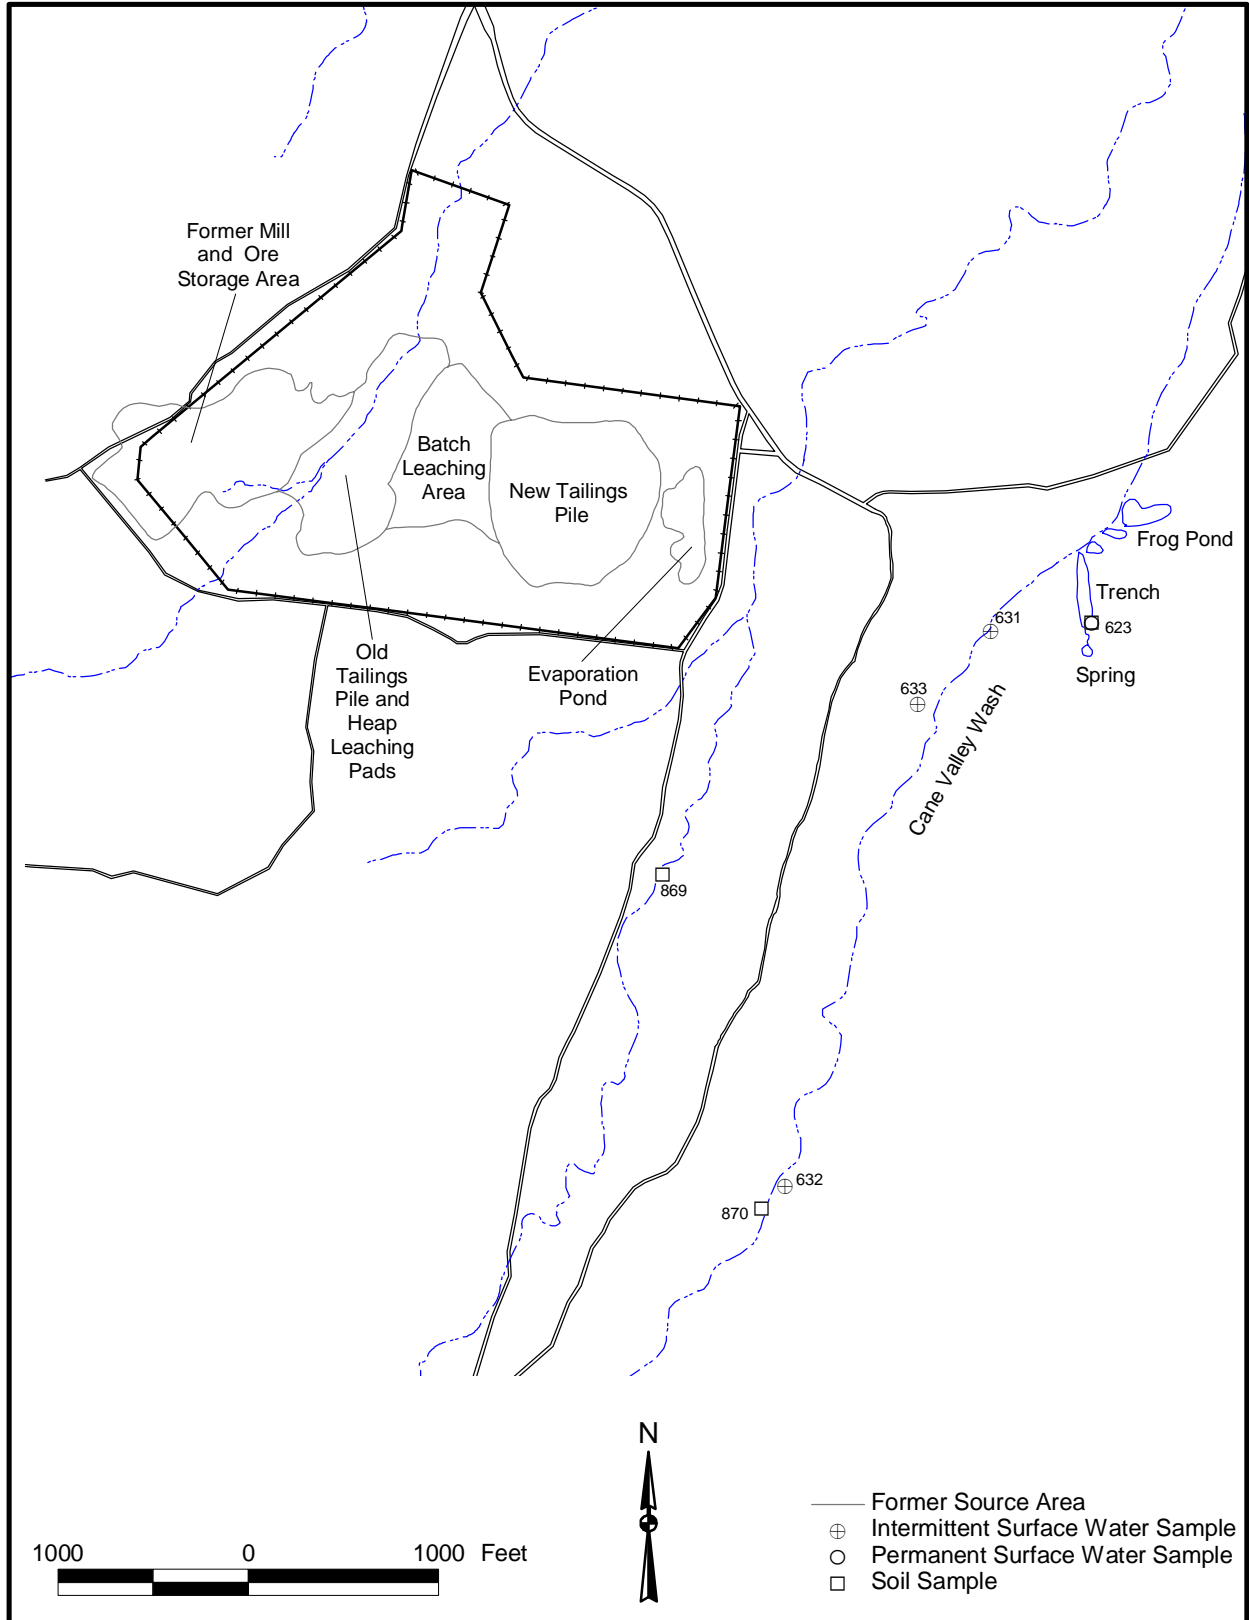 Former Mill
and Ore
Storage Area
Batch
Leaching
Area
New Tailings
Pile
Frog Pond
Trench
631
623
Old
Tailings
Pile and
Heap
Leaching
Pads
Evaporation
Pond
Spring
633
Cane Valley Wash
869
632
870
N
1000 0 1000 Feet
Former Source Area
Intermittent Surface Water Sample
Permanent Surface Water Sample
Soil Sample